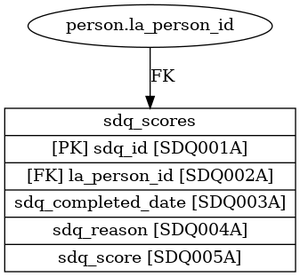 person.la_person_id
FK
sdq_scores
[PK] sdq_id [SDQ001A]
[FK] la_person_id [SDQ002A]
sdq_completed_date [SDQ003A]
sdq_reason [SDQ004A]
sdq_score [SDQ005A]